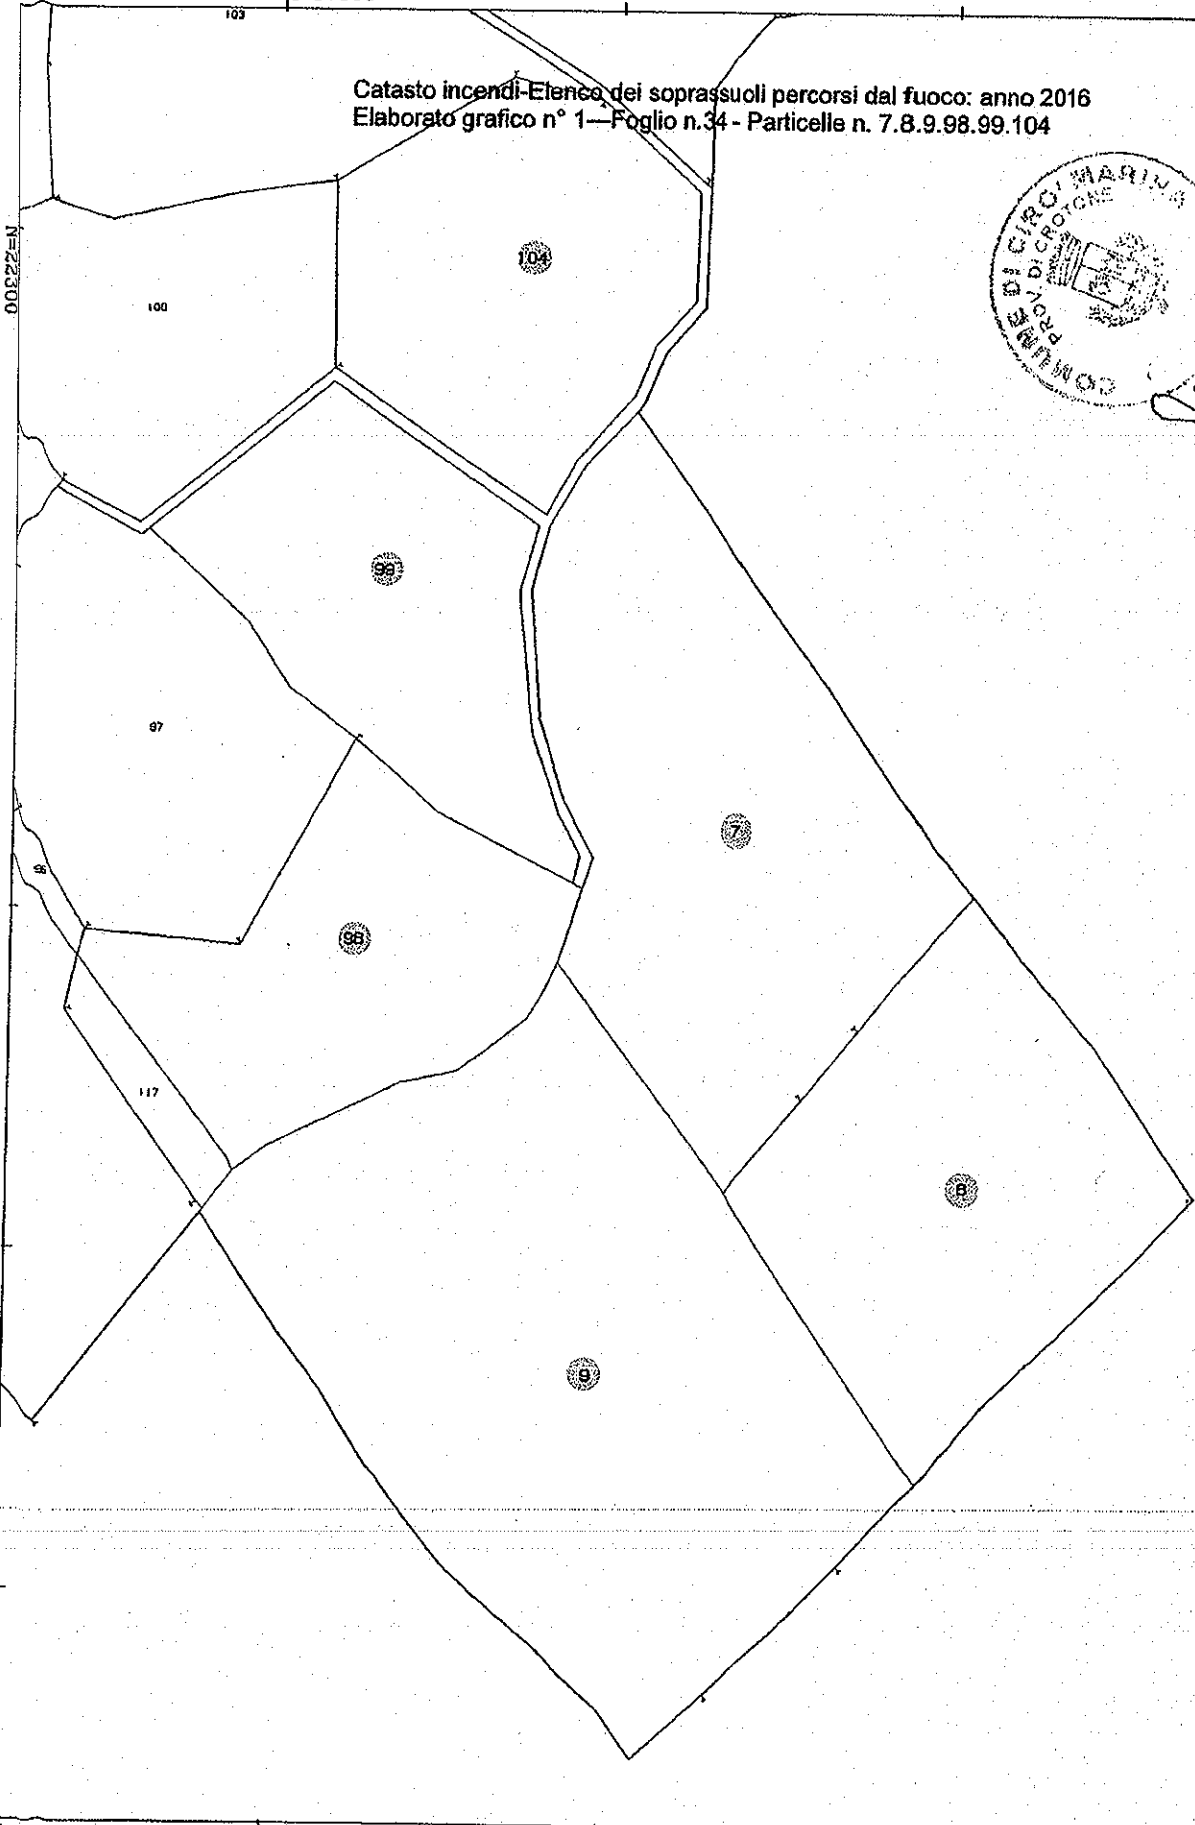 103
Catasto incendi-Elenco dei soprassuoli percorsi dal fuoco: anno 2016
Elaborato grafico n° 1—Foglio n.34 - Particelle n. 7.8.9.98.99.104
COMUNE DI CIRO' MARINA
PROV. DI CROTONE
N=22300
104
100
99
97
7
96
98
117
8
9